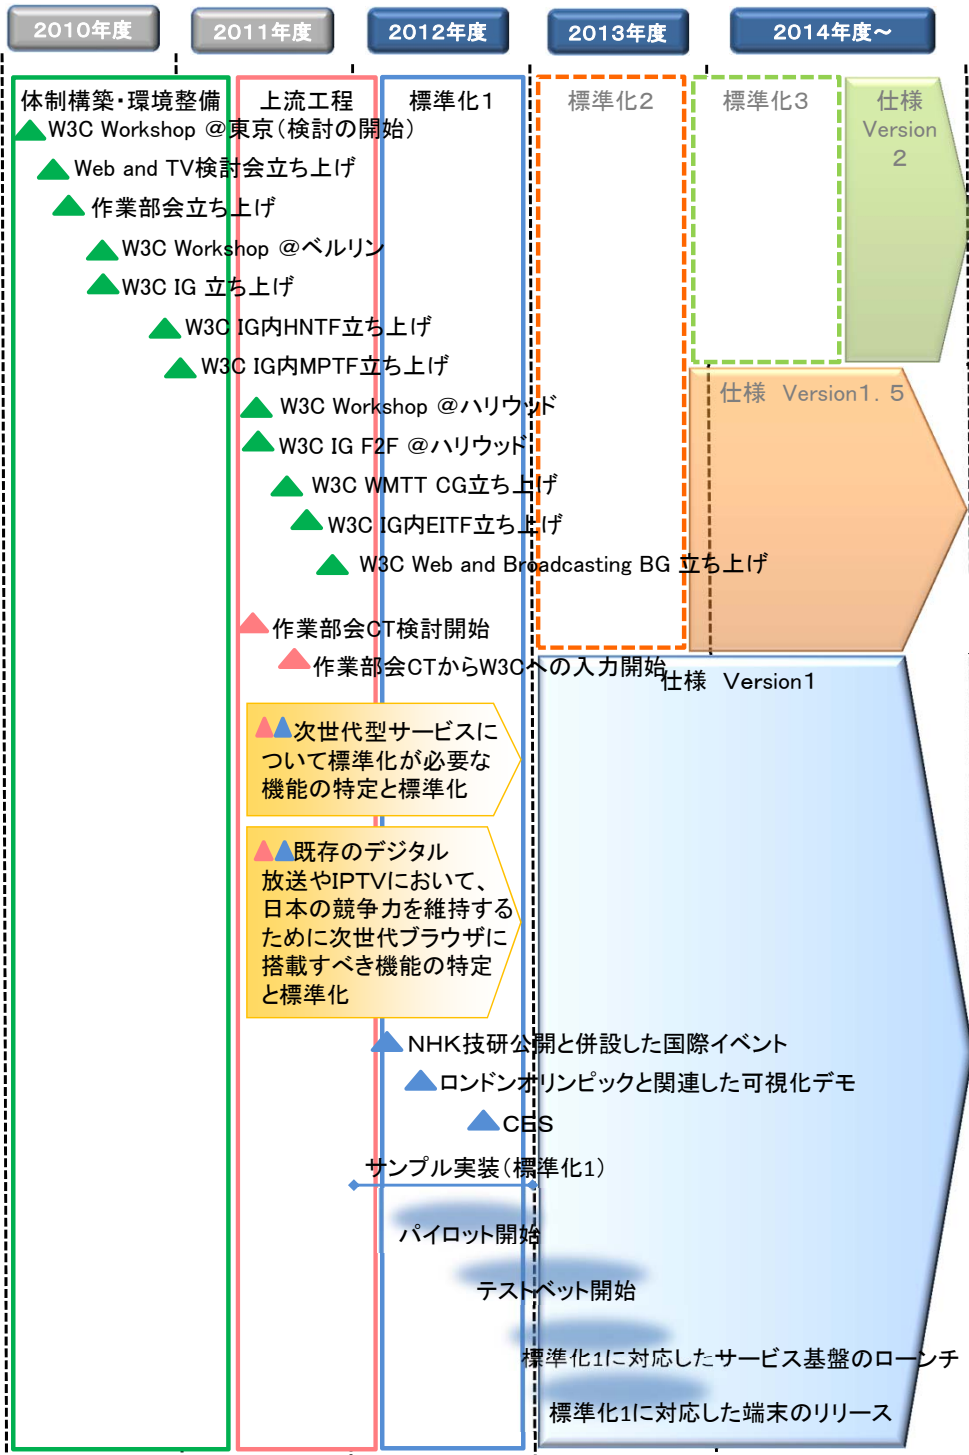 2010年度
2011年度
2012年度
2013年度
2014年度～
体制構築・環境整備
上流工程
標準化1
標準化2
標準化3
仕様
Version
2
W3C Workshop @東京（検討の開始）
Web and TV検討会立ち上げ
作業部会立ち上げ
W3C Workshop @ベルリン
W3C IG 立ち上げ
W3C IG内HNTF立ち上げ
W3C IG内MPTF立ち上げ
仕様 Version1.5
W3C Workshop @ハリウッド
W3C IG F2F @ハリウッド
W3C WMTT CG立ち上げ
W3C IG内EITF立ち上げ
W3C Web and Broadcasting BG 立ち上げ
作業部会CT検討開始
作業部会CTからW3Cへの入力開始
仕様 Version1
次世代型サービスに
ついて標準化が必要な
機能の特定と標準化
既存のデジタル
放送やIPTVにおいて、
日本の競争力を維持する
ために次世代ブラウザに
搭載すべき機能の特定
と標準化
NHK技研公開と併設した国際イベント
ロンドンオリンピックと関連した可視化デモ
CES
サンプル実装（標準化1）
パイロット開始
テストベット開始
標準化1に対応したサービス基盤のローンチ
標準化1に対応した端末のリリース